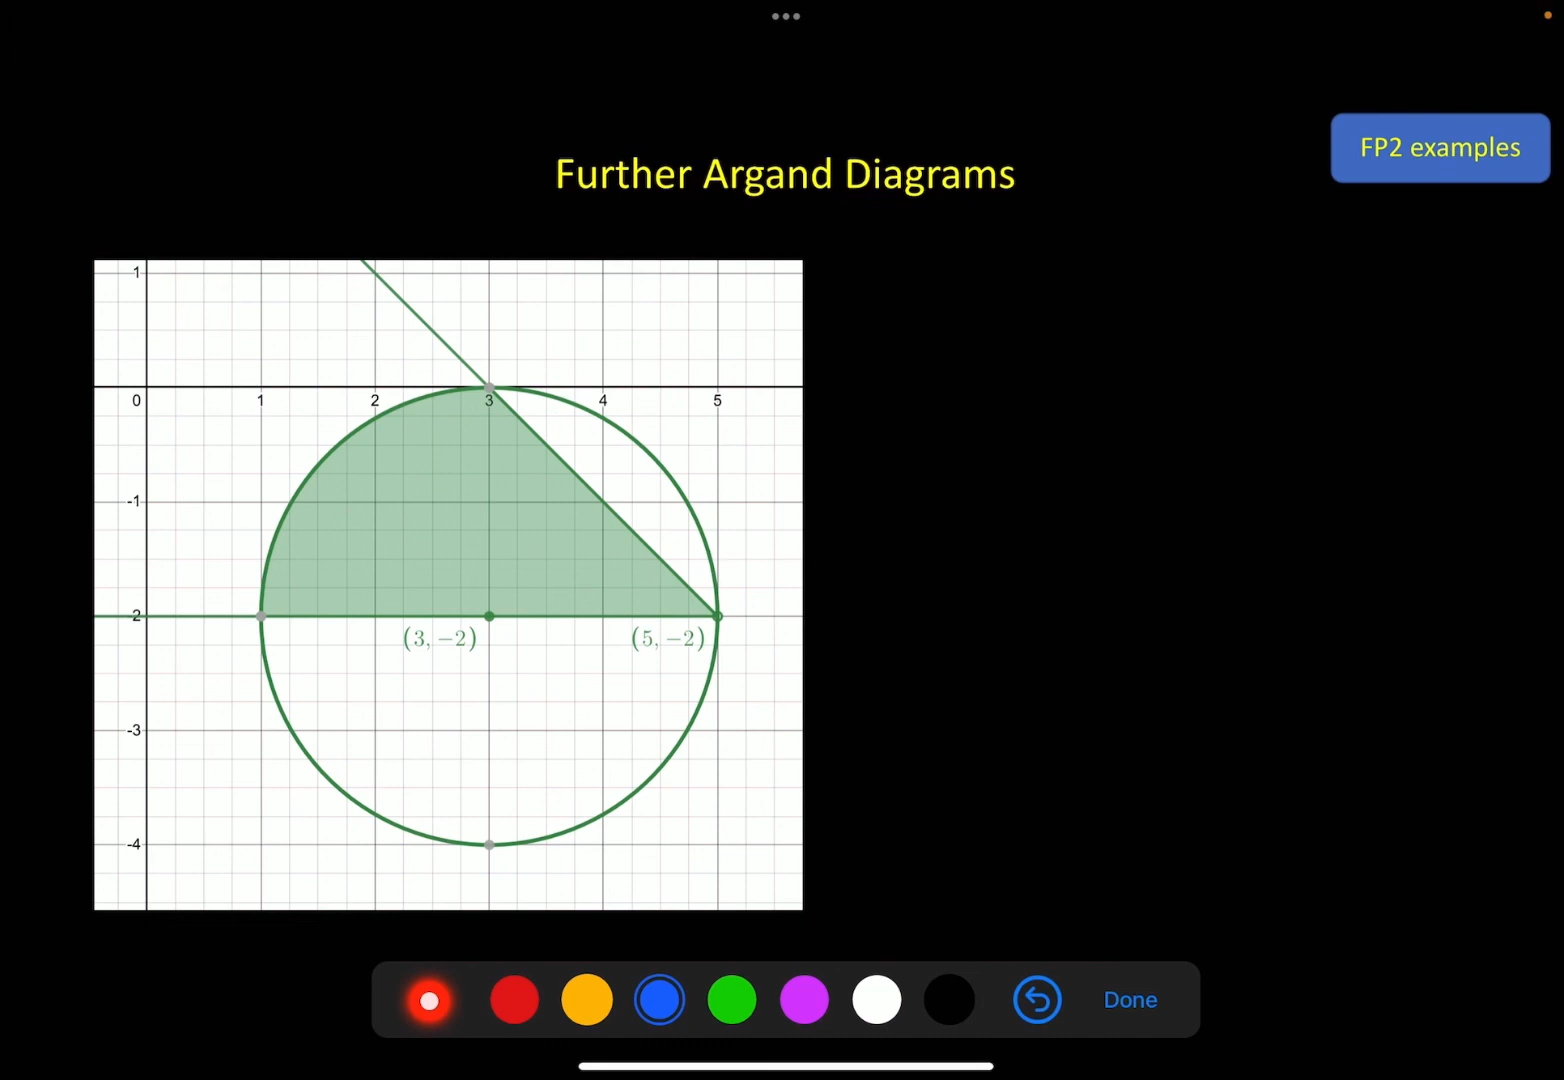 FP2 examples
Further Argand Diagrams
1
0 1 2 3 4 5
-1
-2
(3, −2) (5, −2)
-3
-4
Done